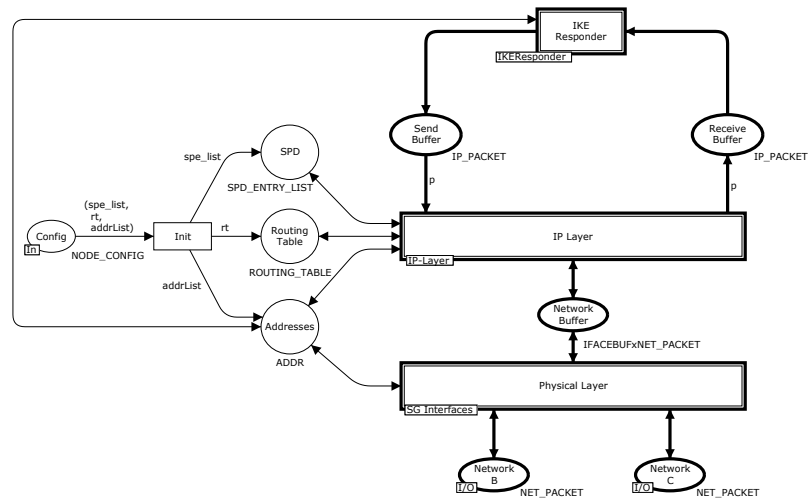 IKE
Responder
IKEResponder
Send
Buffer
IP_PACKET
Receive
Buffer
IP_PACKET
spe_list
SPD
SPD_ENTRY_LIST
p
p
(spe_list,
rt,
addrList)
Config
In
NODE_CONFIG
Init
rt
Routing
Table
ROUTING_TABLE
IP Layer
IP-Layer
addrList
Addresses
ADDR
Network
Buffer
IFACEBUFxNET_PACKET
Physical Layer
SG Interfaces
Network
B
I/O
NET_PACKET
Network
C
I/O
NET_PACKET